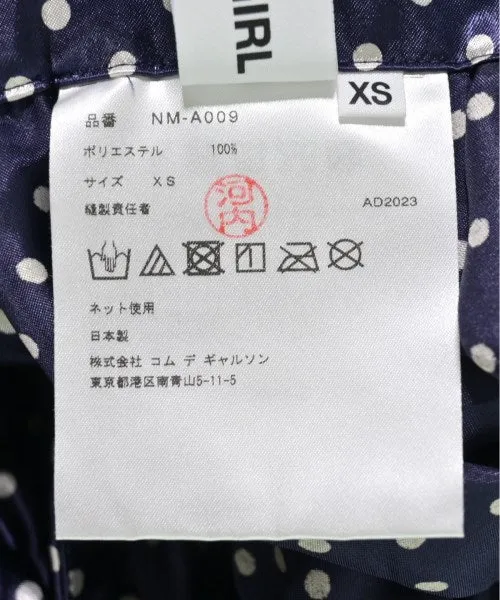 MIRL
XS
品番 NM-A009
ポリエステル 100%
サイズ XS
縫製責任者 河内
AD2023
ネット使用
日本製
株式会社 コム デ ギャルソン
東京都港区南青山5-11-5